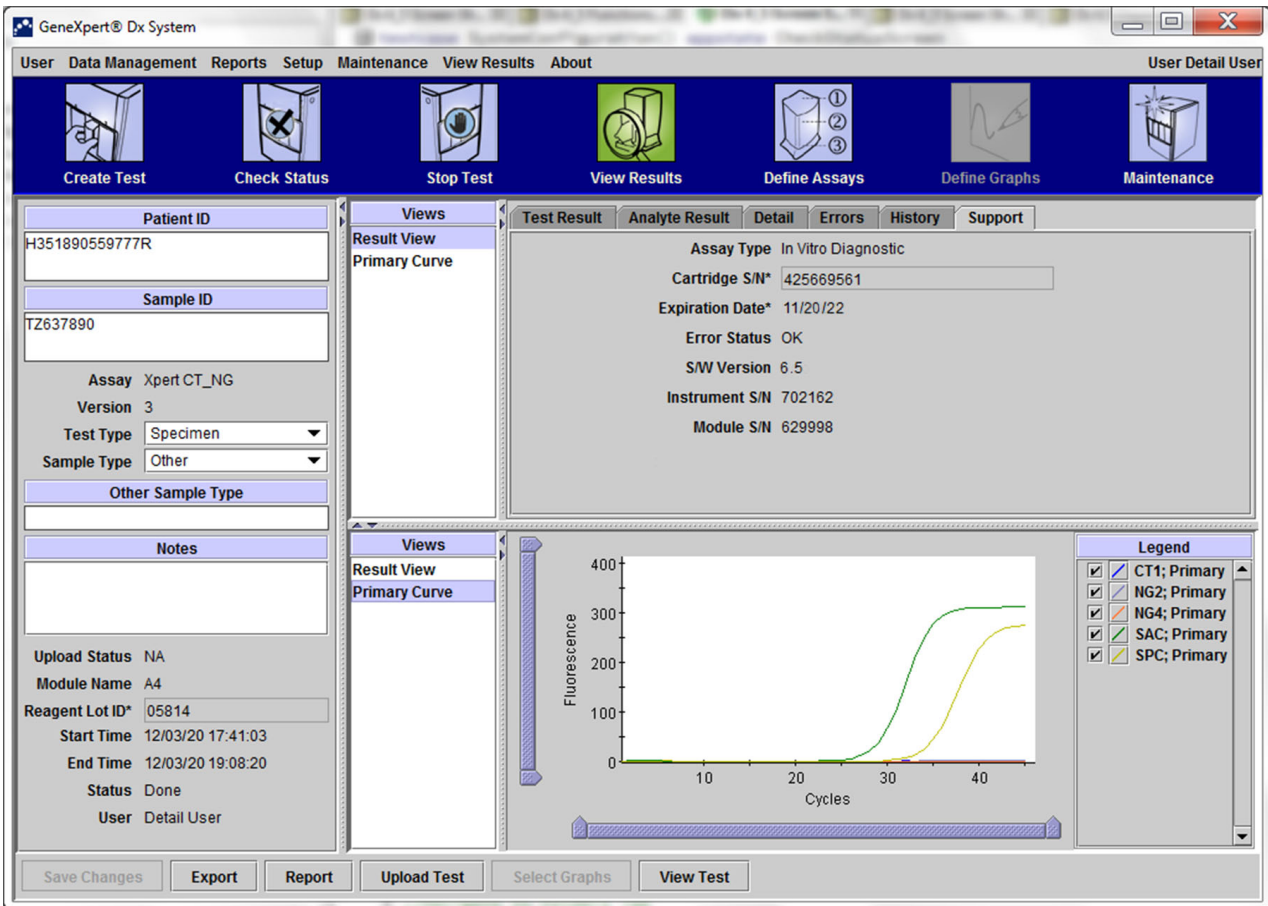 GeneXpert® Dx System
User Data Management Reports Setup Maintenance View Results About User Detail User
Create Test Check Status Stop Test View Results Define Assays Define Graphs Maintenance
① ② ③
Patient ID
H351890559777R
Sample ID
TZ637890
Assay Xpert CT_NG
Version 3
Test Type Specimen
Sample Type Other
Other Sample Type
Notes
Upload Status NA
Module Name A4
Reagent Lot ID* 05814
Start Time 12/03/20 17:41:03
End Time 12/03/20 19:08:20
Status Done
User Detail User
Views
Result View
Primary Curve
Test Result Analyte Result Detail Errors History Support
Assay Type In Vitro Diagnostic
Cartridge S/N* 425669561
Expiration Date* 11/20/22
Error Status OK
S/W Version 6.5
Instrument S/N 702162
Module S/N 629998
Views
Result View
Primary Curve
400
300
200
100
0
Fluorescence
10 20 30 40
Cycles
Legend
CT1; Primary
NG2; Primary
NG4; Primary
SAC; Primary
SPC; Primary
Save Changes Export Report Upload Test Select Graphs View Test